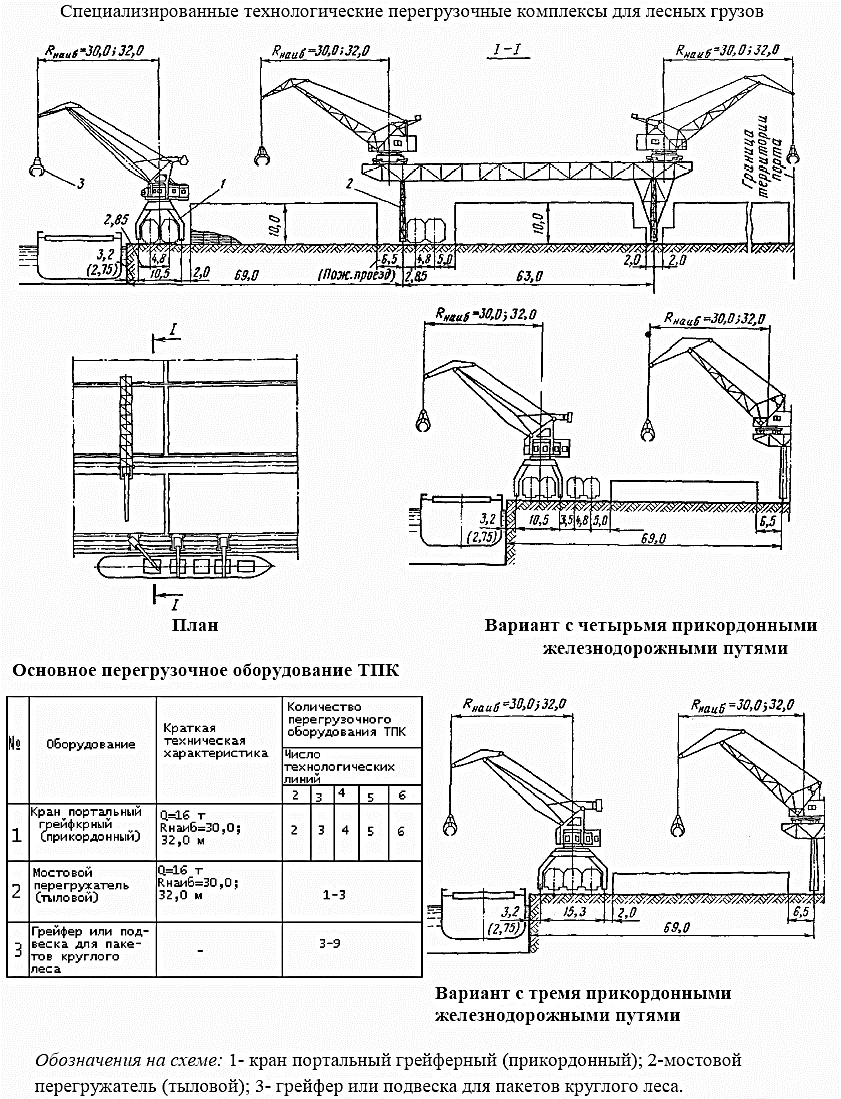 Специализированные технологические перегрузочные комплексы для лесных грузов
Rнаиб=30,0;32,0
Rнаиб=30,0;32,0
I-I
Rнаиб=30,0;32,0
Граница территории порта
3
1
2
2,85
10,0
10,0
3,2
(2,75)
4,8
10,5
2,0
69,0
6,5
(Пож.проезд)
2,85
4,8
5,0
63,0
2,0
2,0
I
I
План
Rнаиб=30,0;32,0
Rнаиб=30,0;32,0
3,2
(2,75)
10,5
3,5
4,8
5,0
6,5
69,0
Вариант с четырьмя прикордонными
железнодорожными путями
Основное перегрузочное оборудование ТПК
№
Оборудование
Краткая
техническая
характеристика
Количество
перегрузочного
оборудования ТПК
Число
технологических
линий
2 3 4 5 6
1
Кран портальный
грейфкрный
(прикордонный)
Q=16 т
Rнаиб=30,0;
32,0 м
2 3 4 5 6
2
Мостовой
перегрухатель
(тыловой)
Q=16 т
Rнаиб=30,0;
32,0 м
1-3
3
Грейфер или под-
веска для паке-
тов круглого
леса
-
3-9
Rнаиб=30,0;32,0
Rнаиб=30,0;32,0
3,2
(2,75)
15,3
2,0
6,5
69,0
Вариант с тремя прикордонными
железнодорожными путями
Обозначения на схеме: 1- кран портальный грейферный (прикордонный); 2-мостовой
перегружатель (тыловой); 3- грейфер или подвеска для пакетов круглого леса.